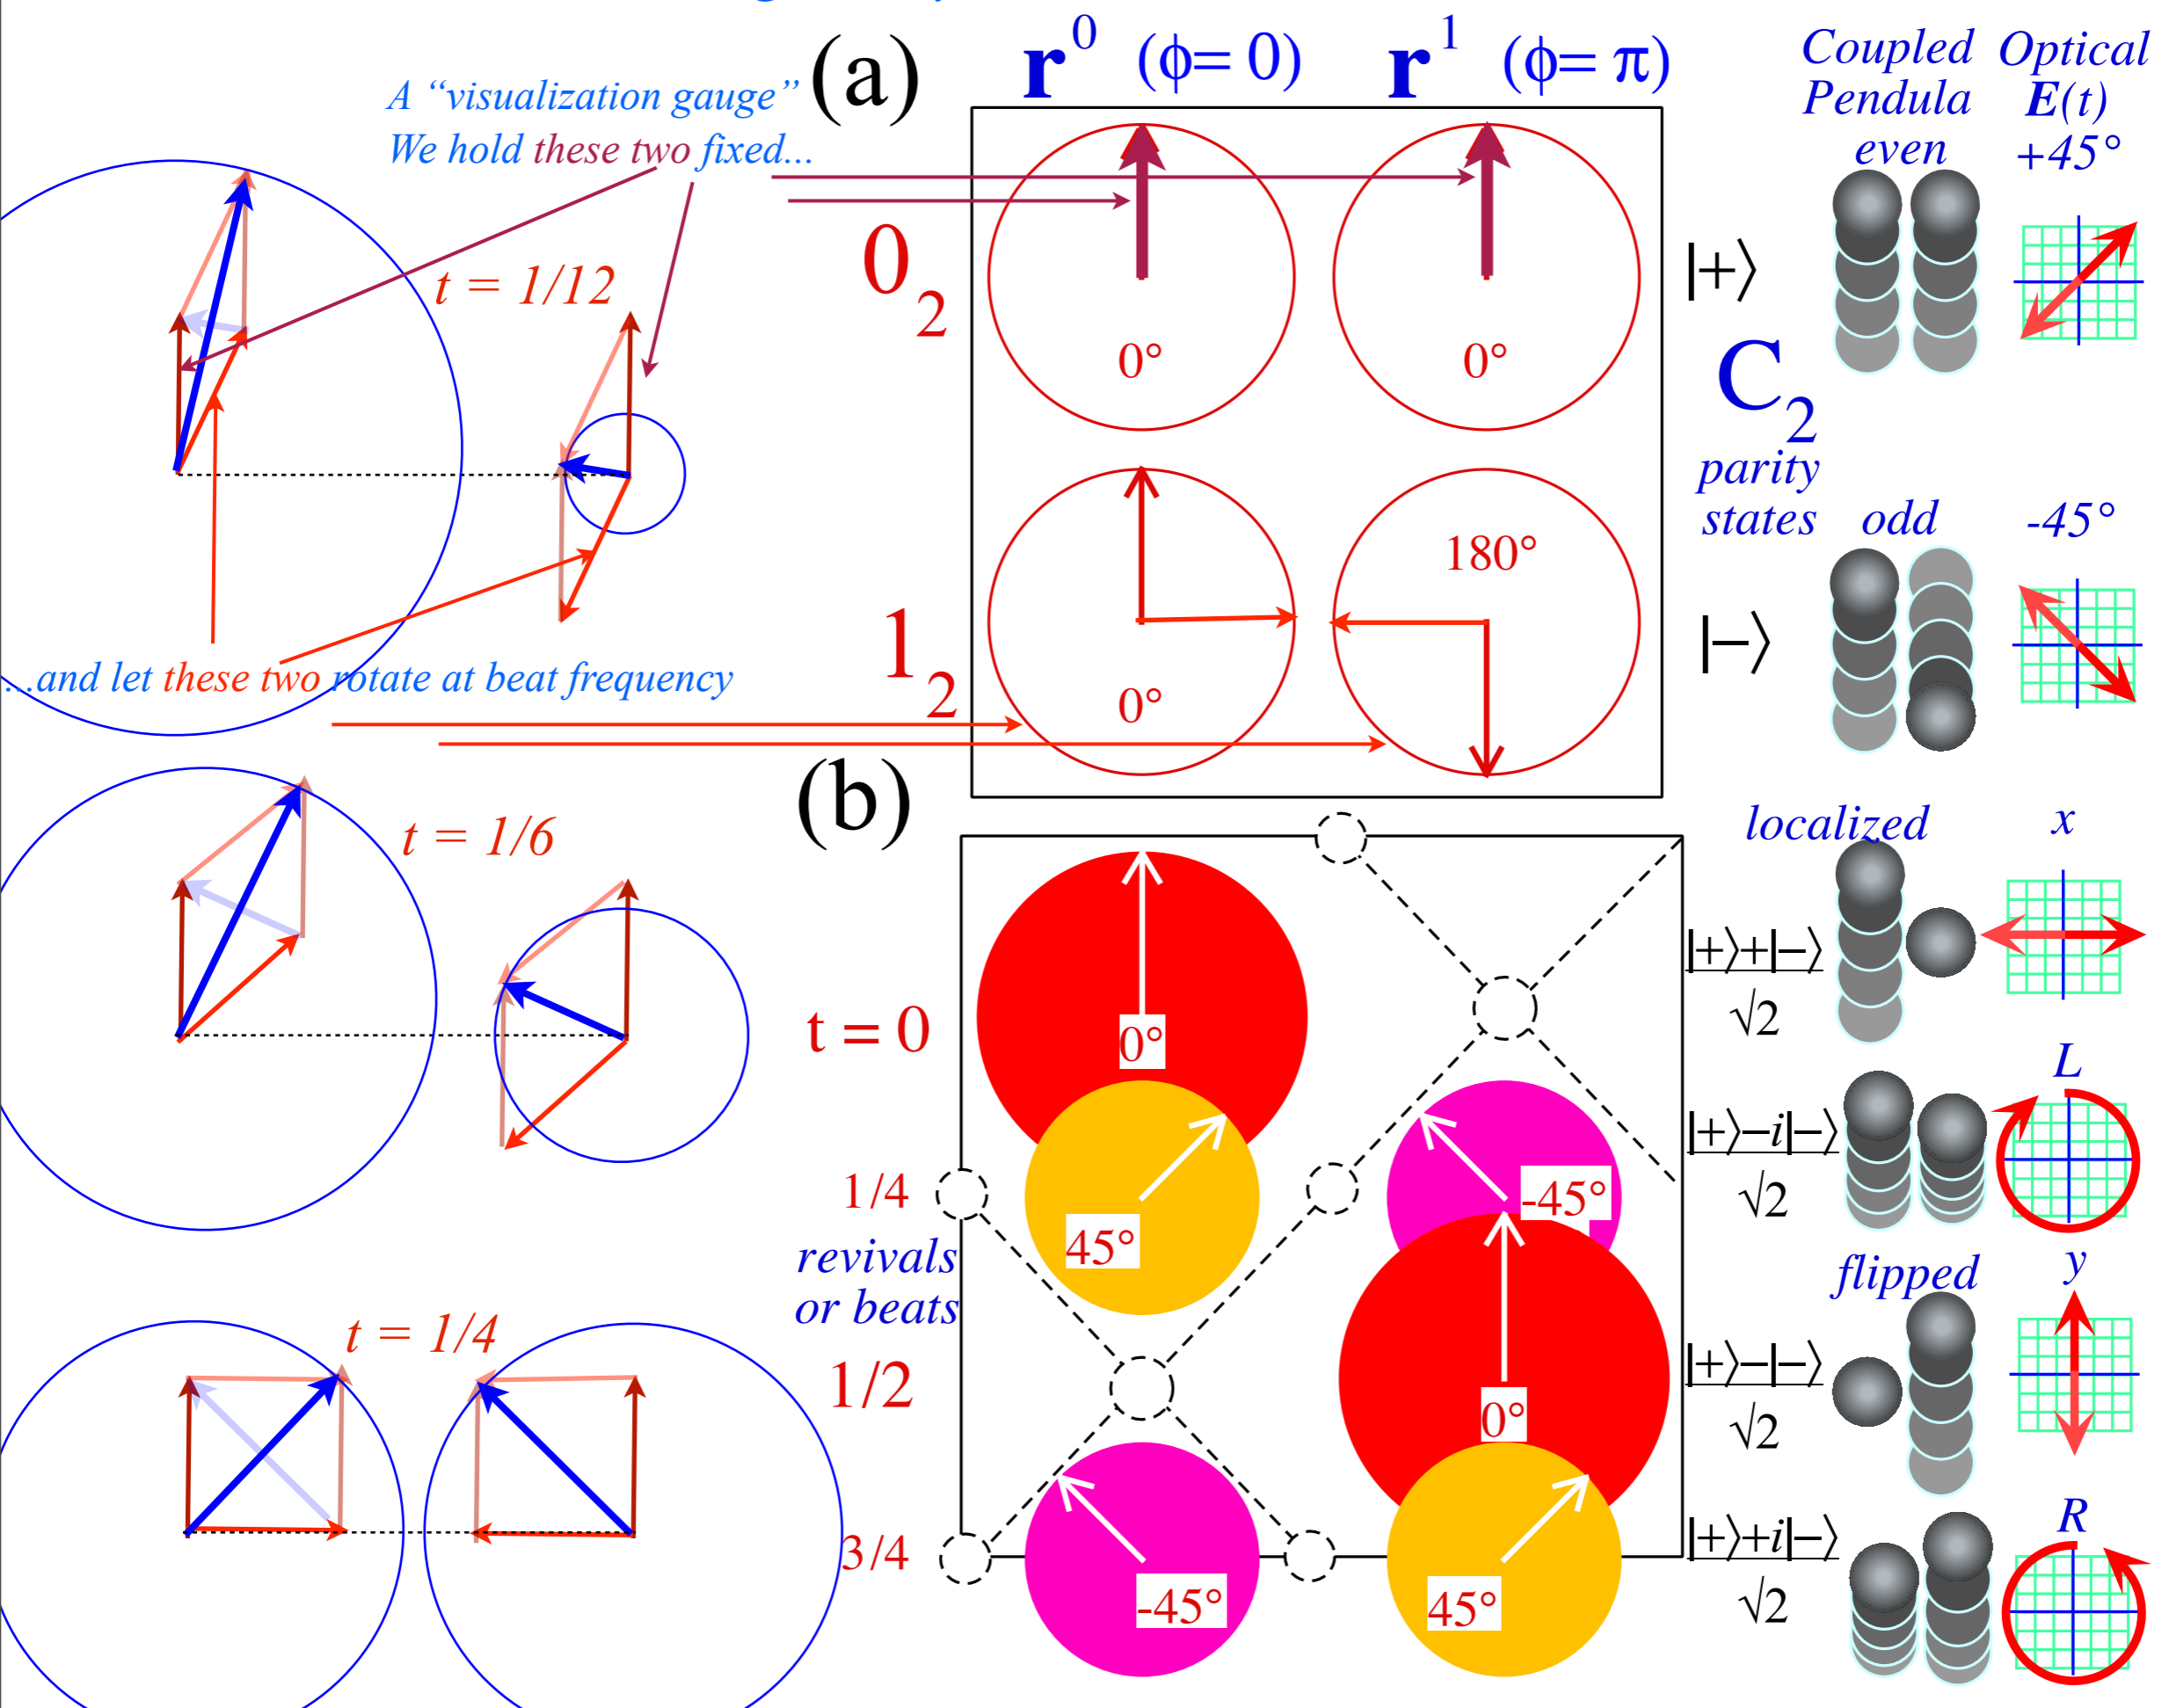 A “visualization gauge”
We hold these two fixed...
(a)
r⁰ (ϕ= 0) r¹ (ϕ= π)
Coupled Pendula
Optical E(t)
even
+45°
t = 1/12
0₂
0°
0°
|+⟩
C₂
parity
states
odd
-45°
180°
1₂
0°
|−⟩
...and let these two rotate at beat frequency
(b)
t = 1/6
localized
x
t = 0
0°
|+⟩+|−⟩
√2
L
1/4
45°
-45°
|+⟩−i|−⟩
√2
revivals
or beats
flipped
y
t = 1/4
1/2
0°
|+⟩−|−⟩
√2
R
3/4
-45°
45°
|+⟩+i|−⟩
√2